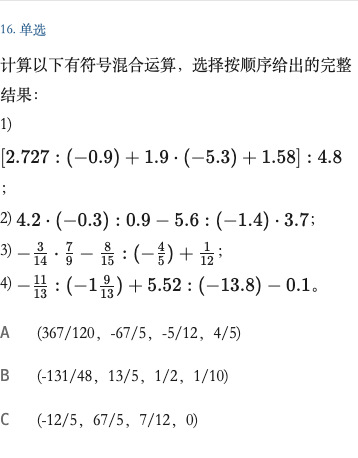 16. 单选
计算以下有符号混合运算，选择按顺序给出的完整
结果：
1)
[2.727 : (−0.9) + 1.9 · (−5.3) + 1.58] : 4.8
；
2) 4.2 · (−0.3) : 0.9 − 5.6 : (−1.4) · 3.7；
3) −3/14 · 7/9 − 8/15 : (−4/5) + 1/12；
4) −11/13 : (−1 9/13) + 5.52 : (−13.8) − 0.1。
A (367/120，-67/5，-5/12，4/5)
B (-131/48，13/5，1/2，1/10)
C (-12/5，67/5，7/12，0)